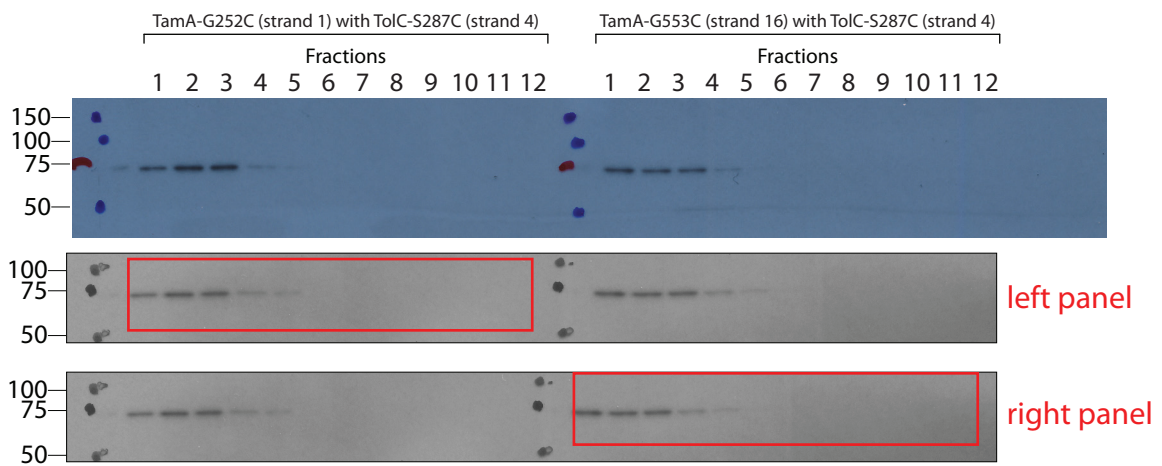 TamA-G252C (strand 1) with TolC-S287C (strand 4) TamA-G553C (strand 16) with TolC-S287C (strand 4)
Fractions Fractions
1 2 3 4 5 6 7 8 9 10 11 12 1 2 3 4 5 6 7 8 9 10 11 12
150
100
75
50
100
75 left panel
50
100
75 right panel
50